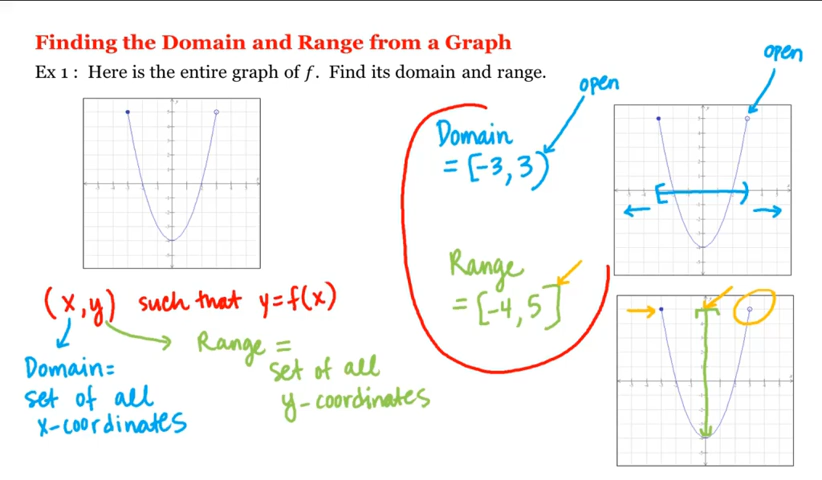 Finding the Domain and Range from a Graph
Ex 1 : Here is the entire graph of f. Find its domain and range.
open
open
Domain
= [-3, 3)
Range
= [-4, 5]
(x, y) such that y=f(x)
Domain=
set of all
x-coordinates
Range =
set of all
y-coordinates